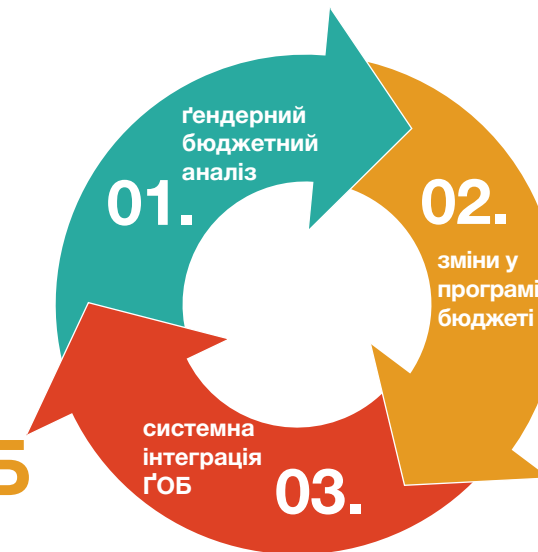 01.
ґендерний
бюджетний
аналіз
02.
зміни у
програмі
бюджеті
системна
інтеграція
ҐОБ
03.
Б